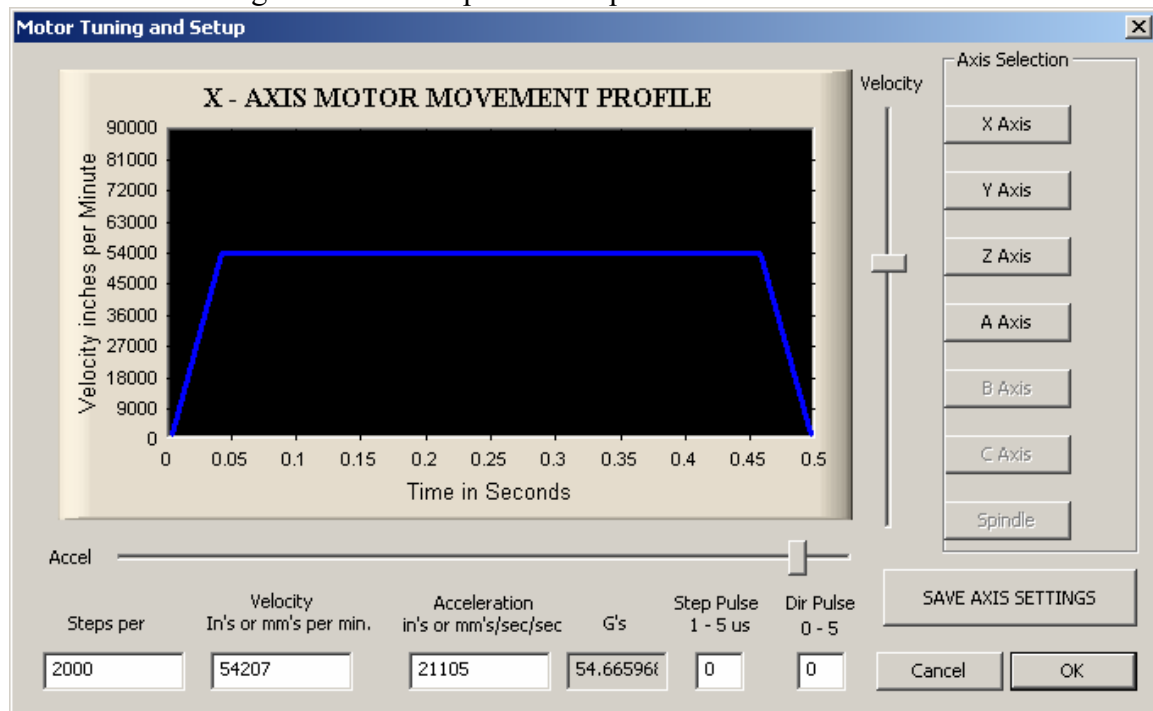 Motor Tuning and Setup
X - AXIS MOTOR MOVEMENT PROFILE
Velocity inches per Minute
90000
81000
72000
63000
54000
45000
36000
27000
18000
9000
0
0 0.05 0.1 0.15 0.2 0.25 0.3 0.35 0.4 0.45 0.5
Time in Seconds
Velocity
Axis Selection
X Axis
Y Axis
Z Axis
A Axis
B Axis
C Axis
Spindle
Accel
Steps per
Velocity
In's or mm's per min.
Acceleration
in's or mm's/sec/sec
G's
Step Pulse
1 - 5 us
Dir Pulse
0 - 5
2000
54207
21105
54.665968
0
0
SAVE AXIS SETTINGS
Cancel
OK